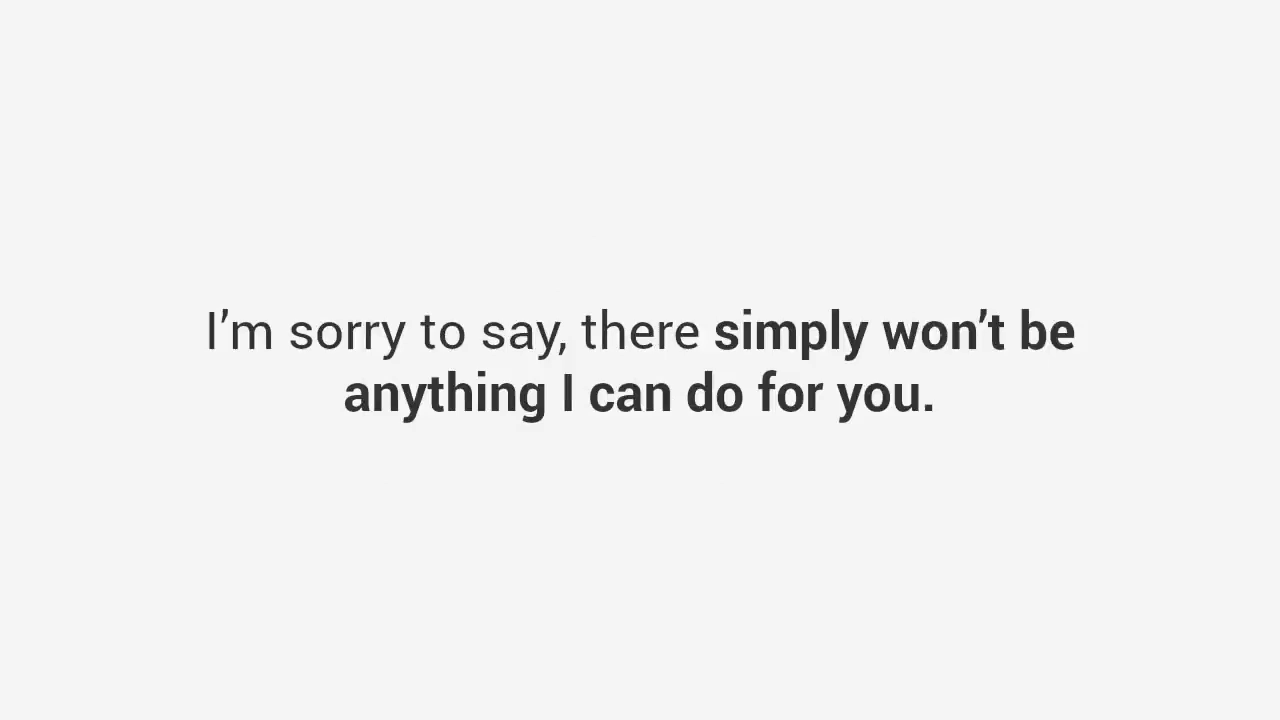 I’m sorry to say, there simply won’t be
anything I can do for you.